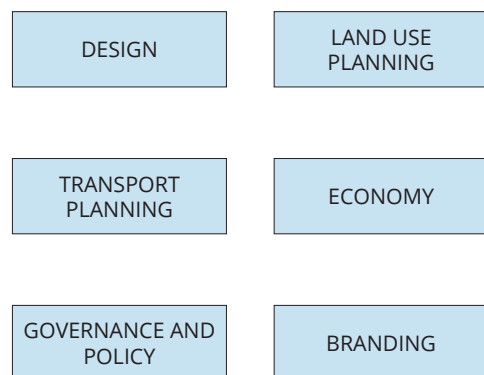 DESIGN
LAND USE
PLANNING
TRANSPORT
PLANNING
ECONOMY
GOVERNANCE AND
POLICY
BRANDING